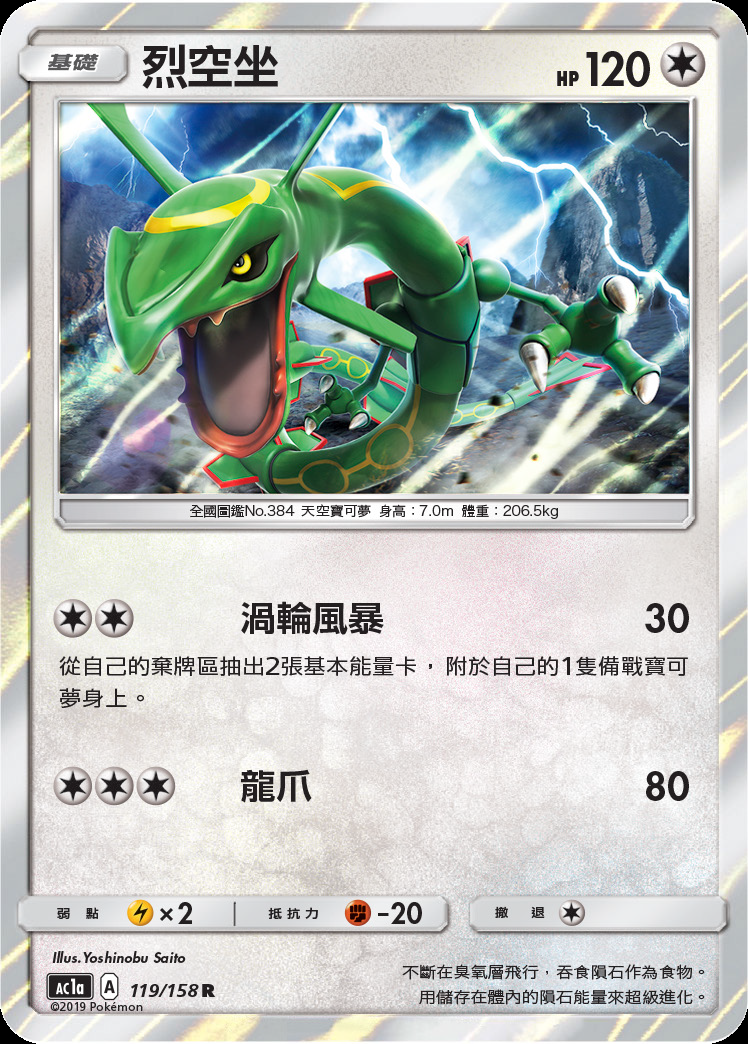 基礎 烈空坐 HP 120
全國圖鑑No.384 天空寶可夢 身高：7.0m 體重：206.5kg
渦輪風暴 30
從自己的棄牌區抽出2張基本能量卡，附於自己的1隻備戰寶可
夢身上。
龍爪 80
弱點 ×2 抵抗力 -20 撤退
Illus. Yoshinobu Saito
不斷在臭氧層飛行，吞食隕石作為食物。
用儲存在體內的隕石能量來超級進化。
AC1a A 119/158 R
©2019 Pokémon